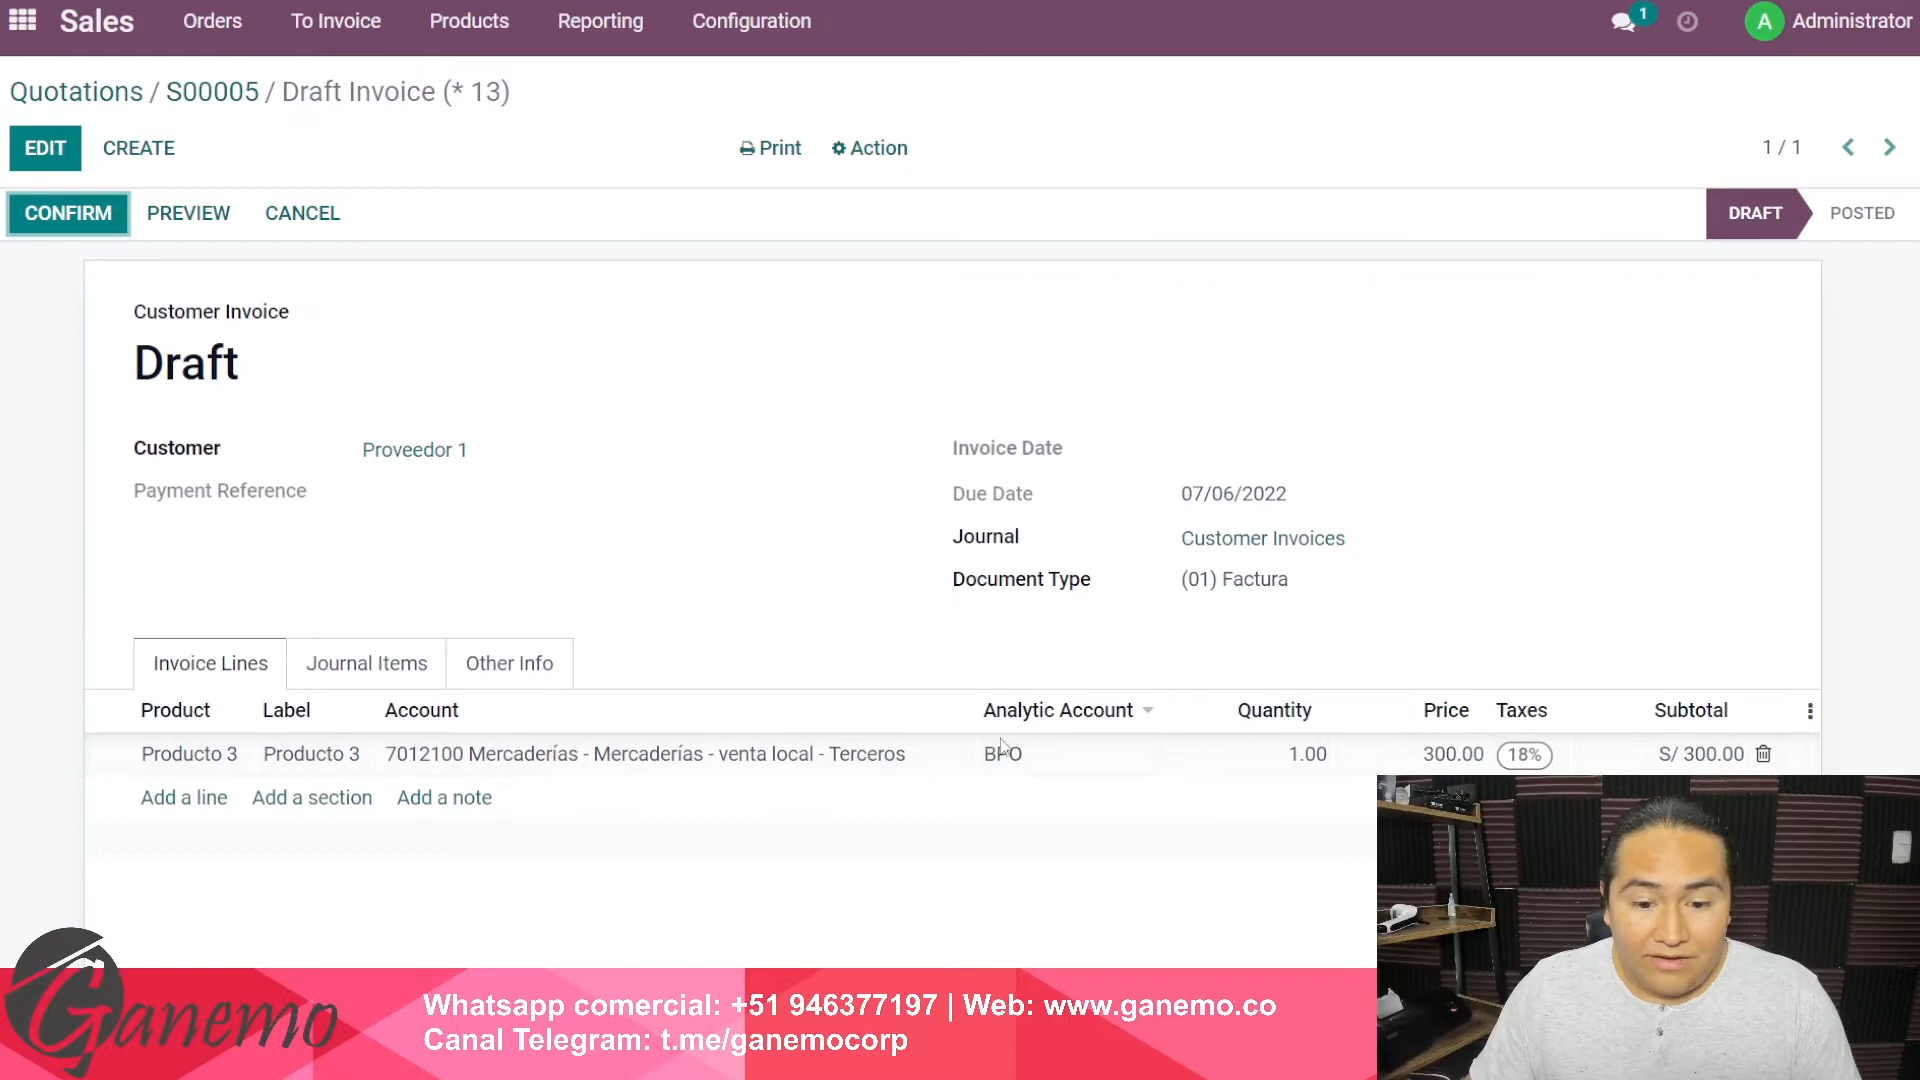 Sales Orders To Invoice Products Reporting Configuration 1 A Administrator
Quotations / S00005 / Draft Invoice (* 13)
EDIT CREATE Print Action 1 / 1
CONFIRM PREVIEW CANCEL DRAFT POSTED
Customer Invoice
Draft
Customer Proveedor 1 Invoice Date
Payment Reference Due Date 07/06/2022
Journal Customer Invoices
Document Type (01) Factura
Invoice Lines Journal Items Other Info
Product Label Account Analytic Account Quantity Price Taxes Subtotal
Producto 3 Producto 3 7012100 Mercaderías - Mercaderías - venta local - Terceros BPO 1.00 300.00 18% S/ 300.00
Add a line Add a section Add a note
Ganemo
Whatsapp comercial: +51 946377197 | Web: www.ganemo.co
Canal Telegram: t.me/ganemocorp